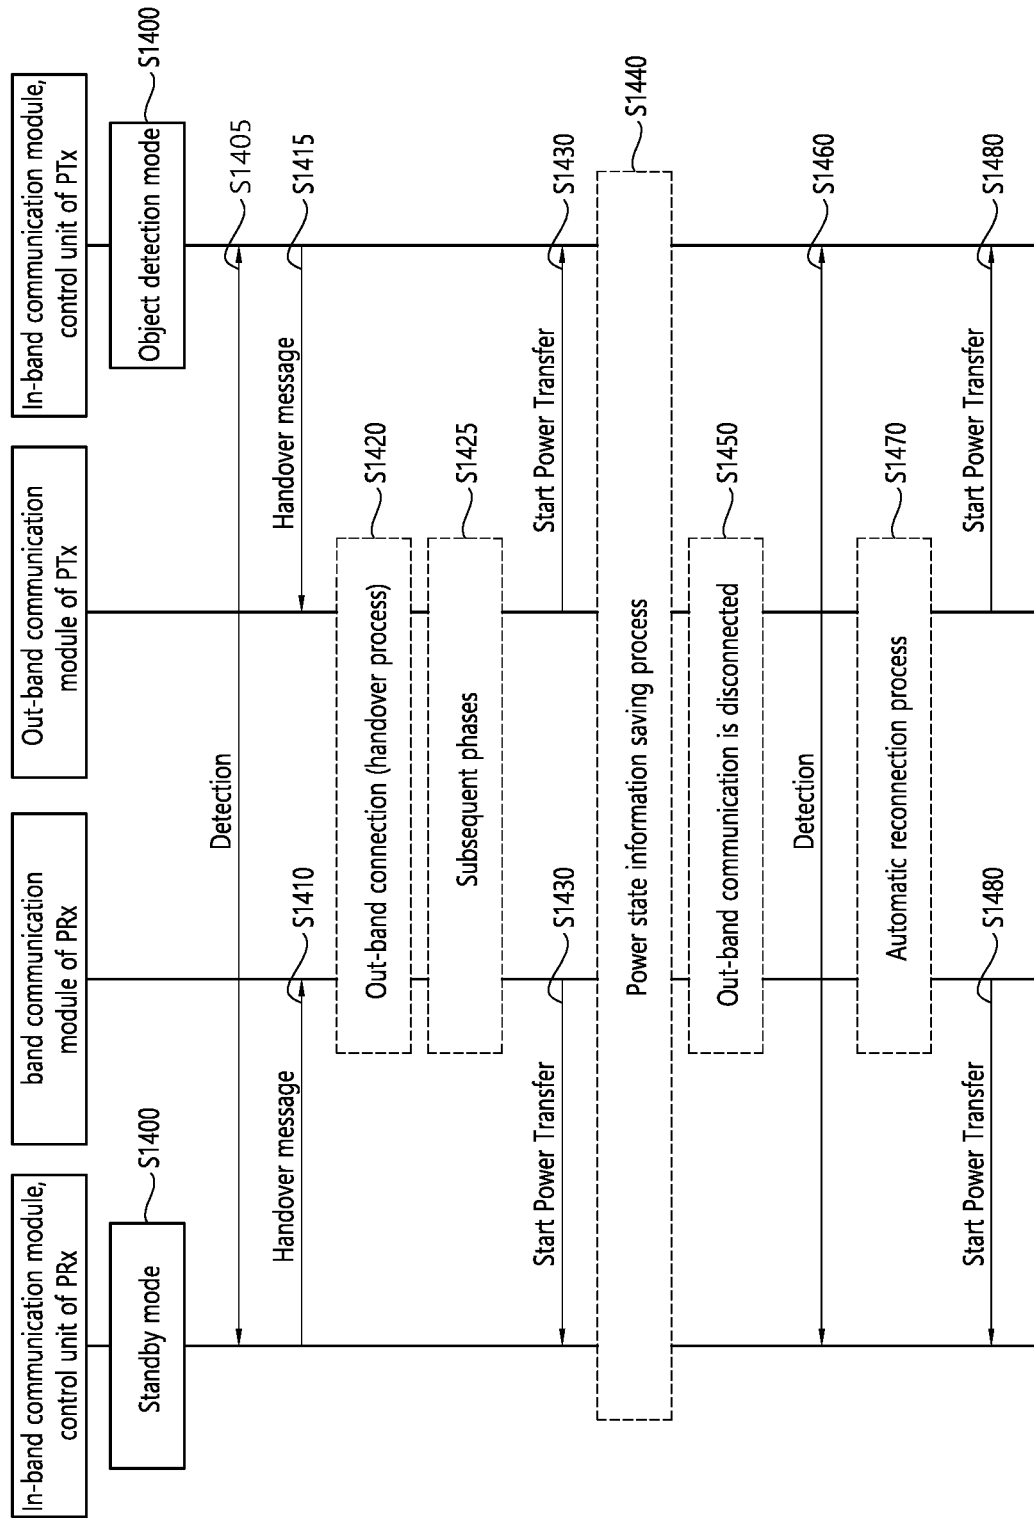 In-band communication module,
control unit of PRx
band communication
module of PRx
Out-band communication
module of PTx
In-band communication module,
control unit of PTx
Standby mode
S1400
Object detection mode
S1400
Detection
S1405
Handover message
S1410
Handover message
S1415
Out-band connection (handover process)
S1420
Subsequent phases
S1425
Start Power Transfer
S1430
Start Power Transfer
S1430
Power state information saving process
S1440
Out-band communication is disconnected
S1450
Detection
S1460
Automatic reconnection process
S1470
Start Power Transfer
S1480
Start Power Transfer
S1480